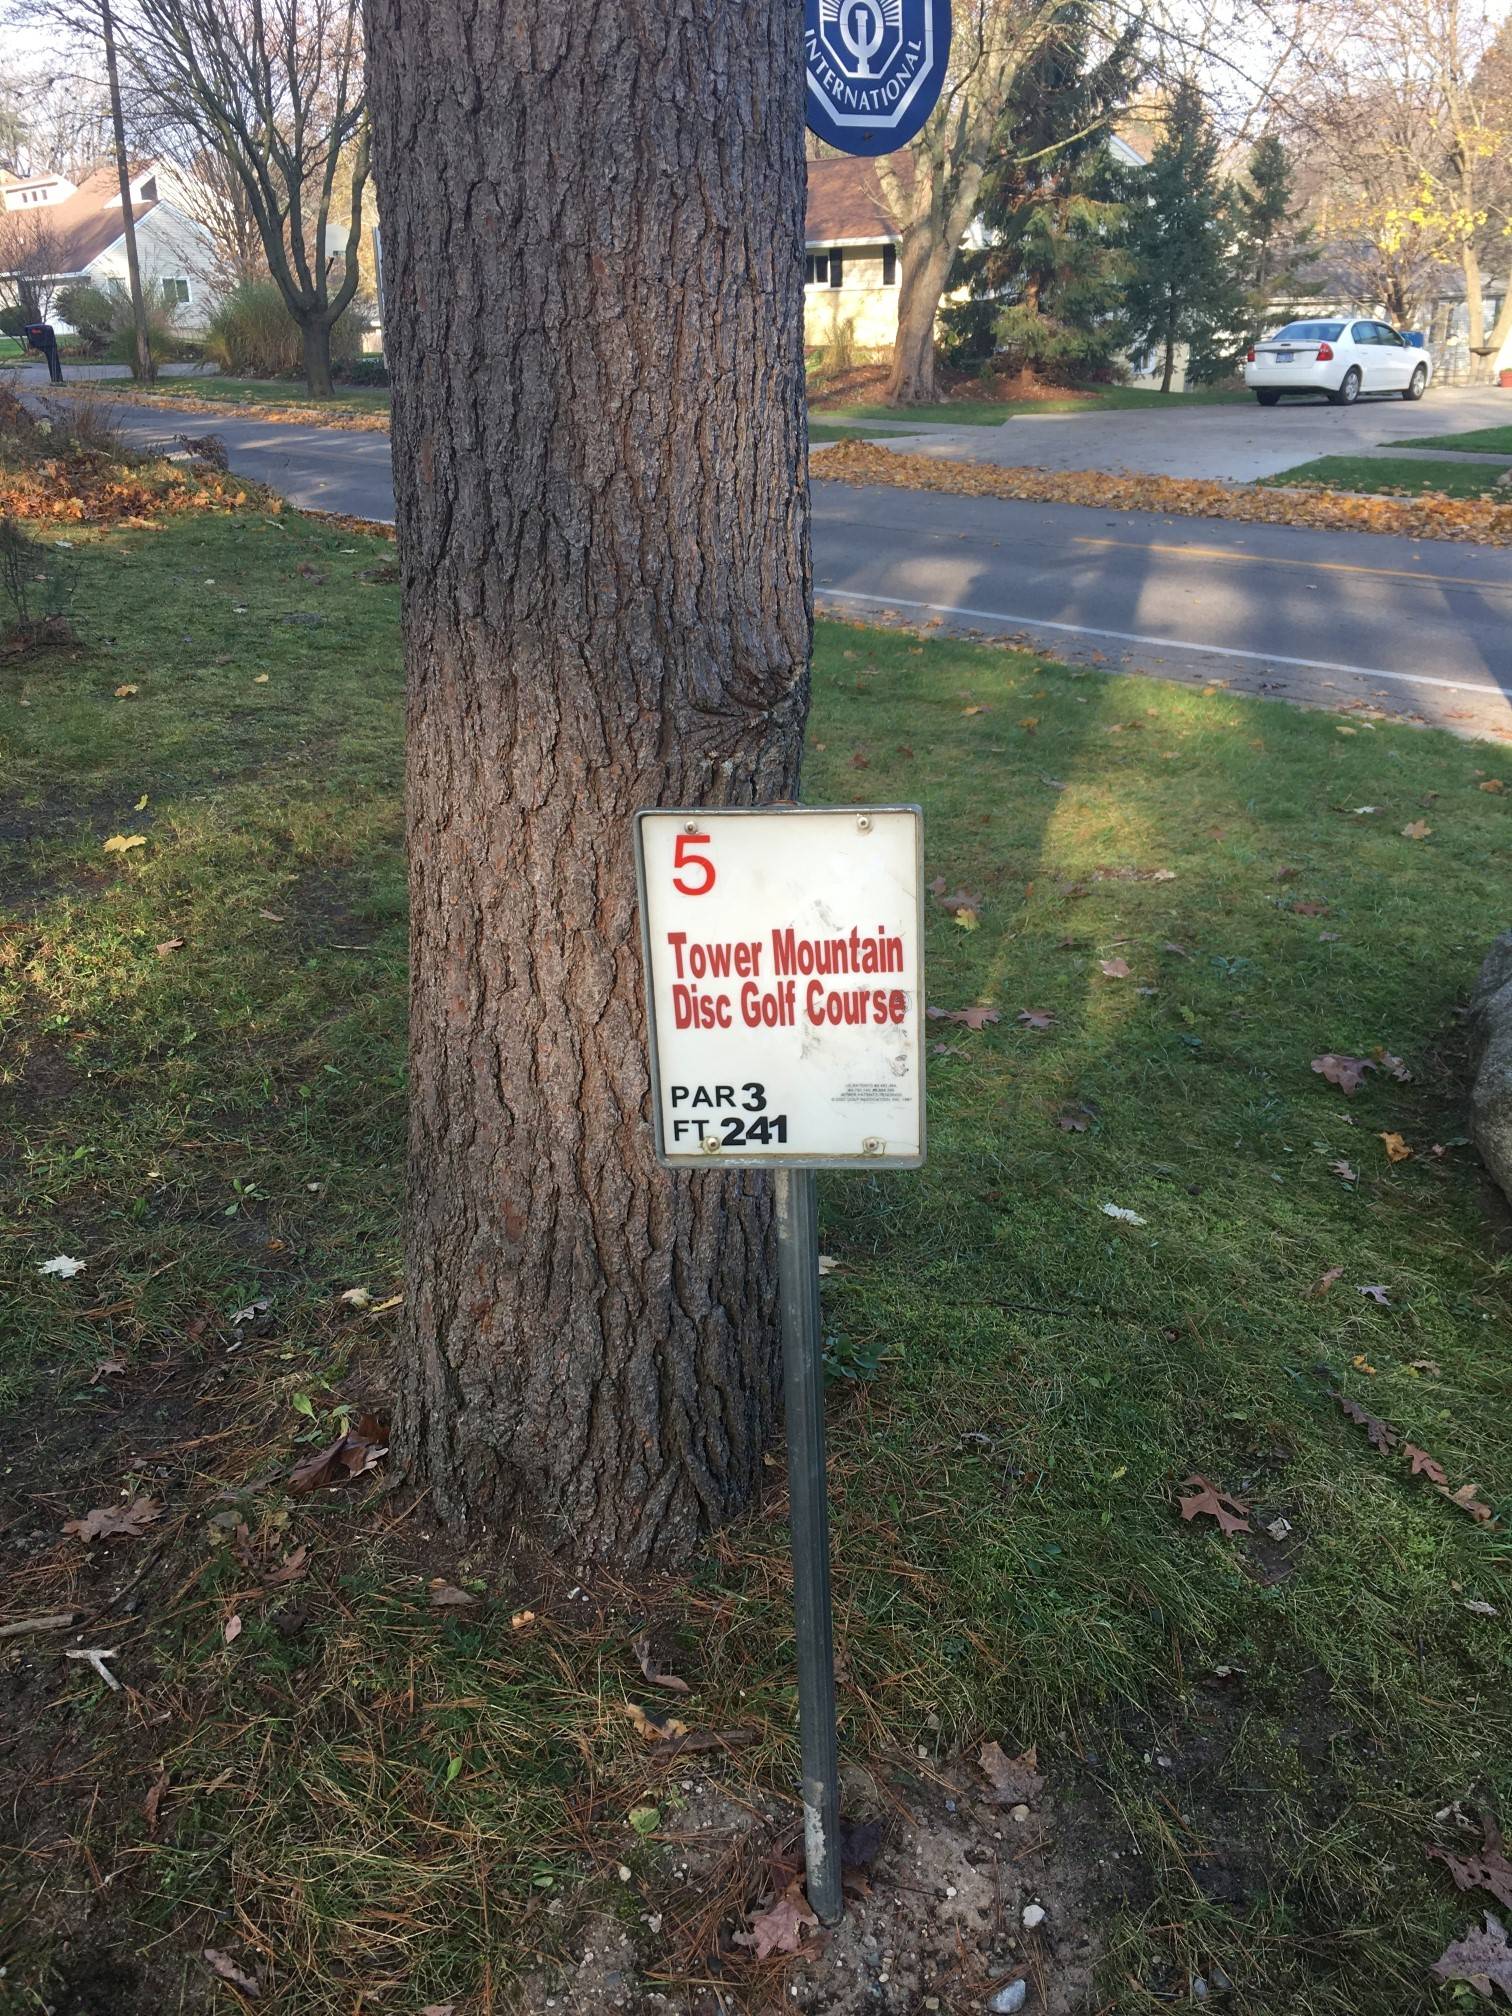 INTERNATIONAL
5
Tower Mountain
Disc Golf Course
PAR 3
FT 241